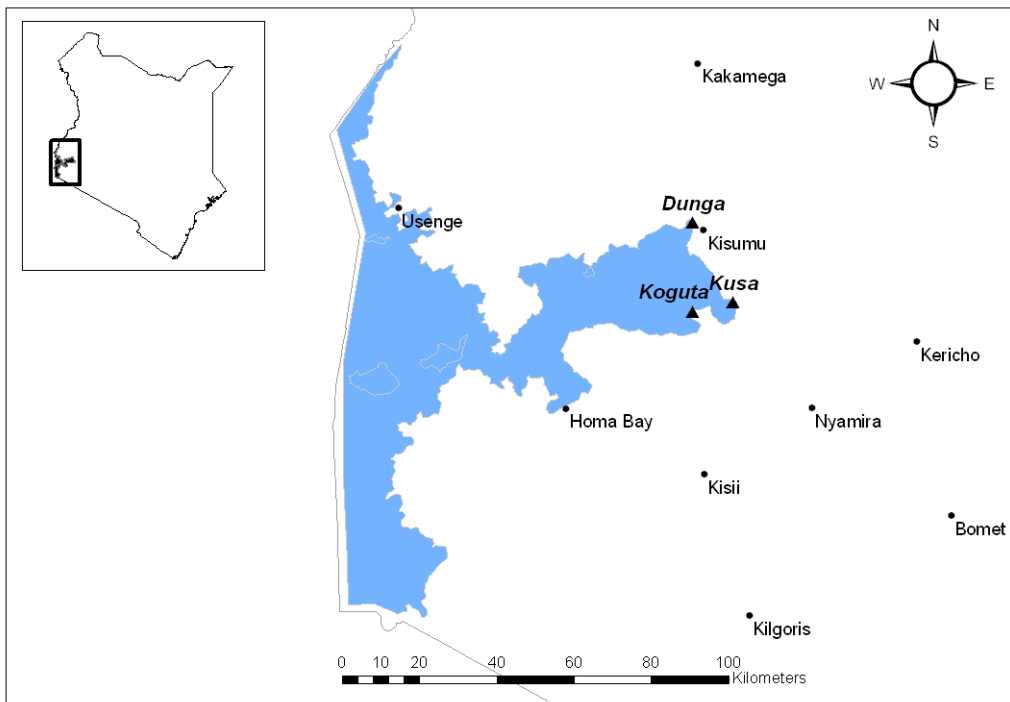 N
Kakamega
W
E
S
Dunga
Usenge
Kisumu
Kusa
Koguta
Kericho
Homa Bay
Nyamira
Kisii
Bomet
Kilgoris
0 10 20 40 60 80 100
Kilometers